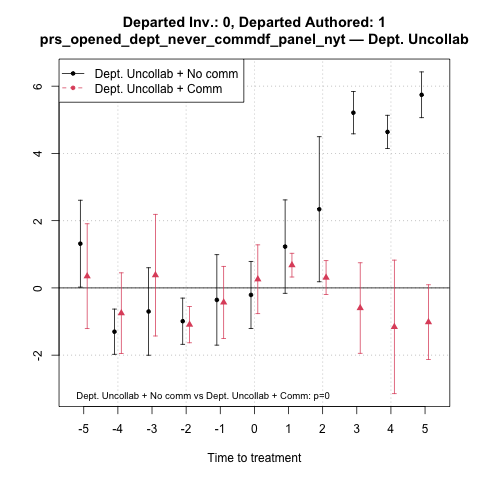 Departed Inv.: 0, Departed Authored: 1
prs_opened_dept_never_commdf_panel_nyt — Dept. Uncollab
Dept. Uncollab + No comm
Dept. Uncollab + Comm
6
4
2
0
-2
Dept. Uncollab + No comm vs Dept. Uncollab + Comm: p=0
-5 -4 -3 -2 -1 0 1 2 3 4 5
Time to treatment